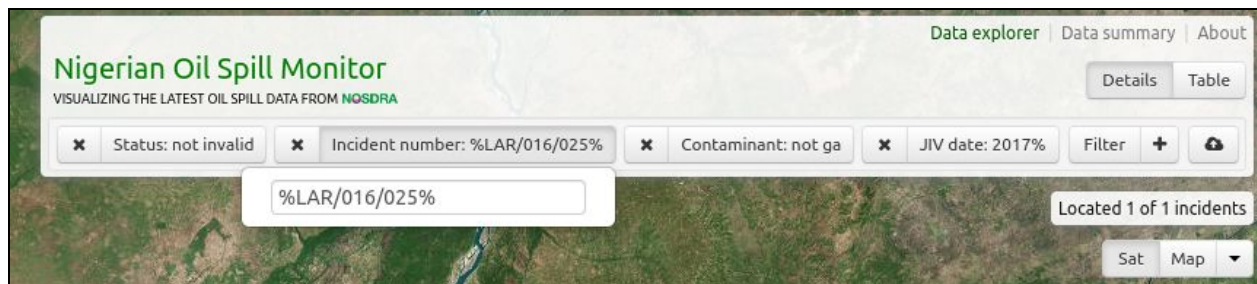 Data explorer | Data summary | About
Nigerian Oil Spill Monitor
VISUALIZING THE LATEST OIL SPILL DATA FROM NOSDRA
Details Table
✖ Status: not invalid ✖ Incident number: %LAR/016/025% ✖ Contaminant: not ga ✖ JIV date: 2017% Filter +
%LAR/016/025%
Located 1 of 1 incidents
Sat Map